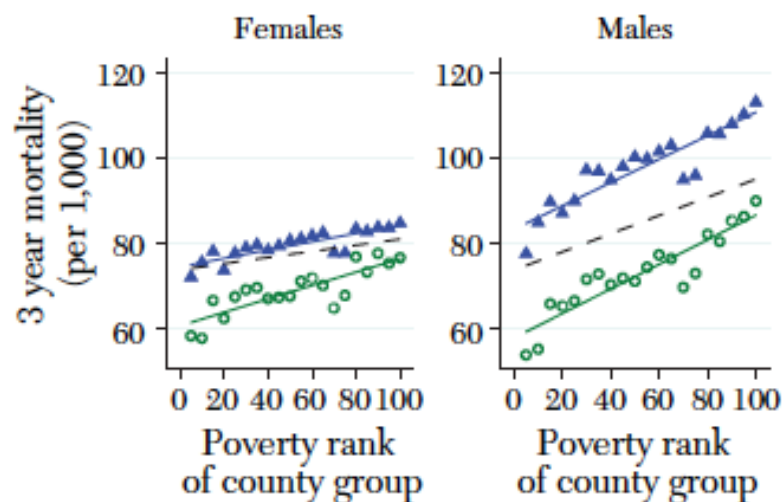 Females
Males
3 year mortality
(per 1,000)
120
100
80
60
0 20 40 60 80 100
Poverty rank
of county group
120
100
80
60
0 20 40 60 80 100
Poverty rank
of county group